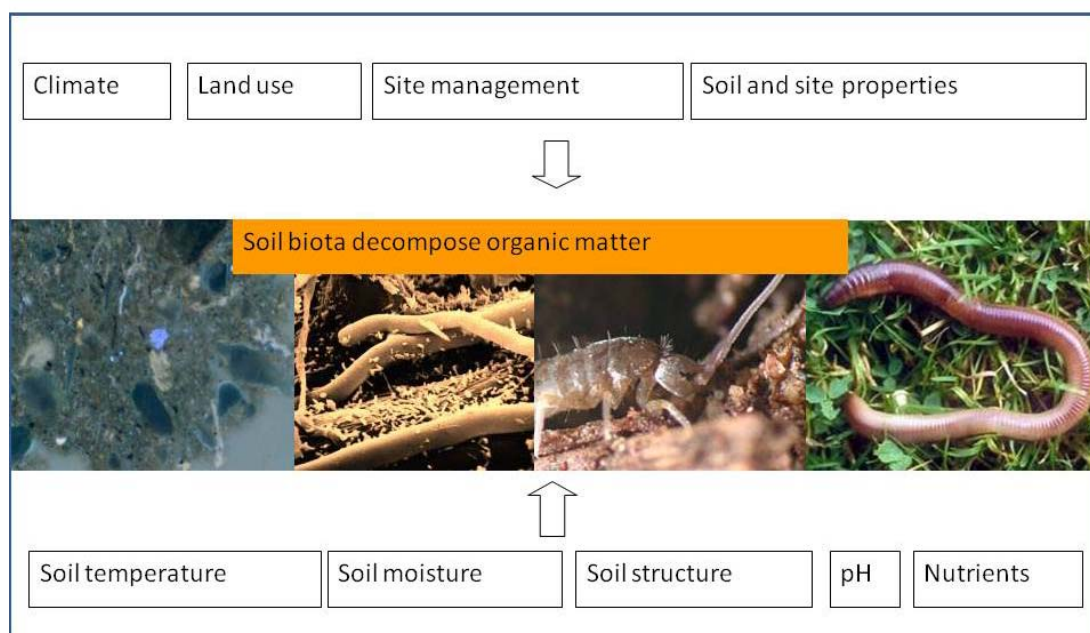 Climate
Land use
Site management
Soil and site properties
Soil biota decompose organic matter
Soil temperature
Soil moisture
Soil structure
pH
Nutrients